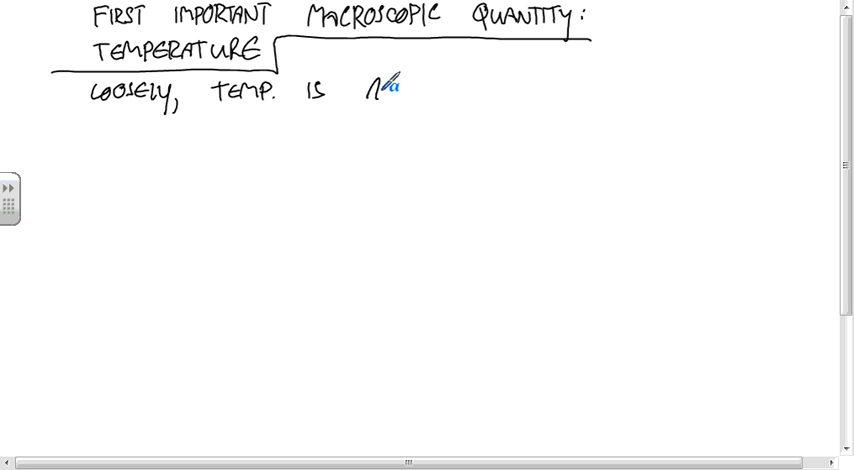 FIRST IMPORTANT MACROSCOPIC QUANTITY:
TEMPERATURE
LOOSELY, TEMP. IS